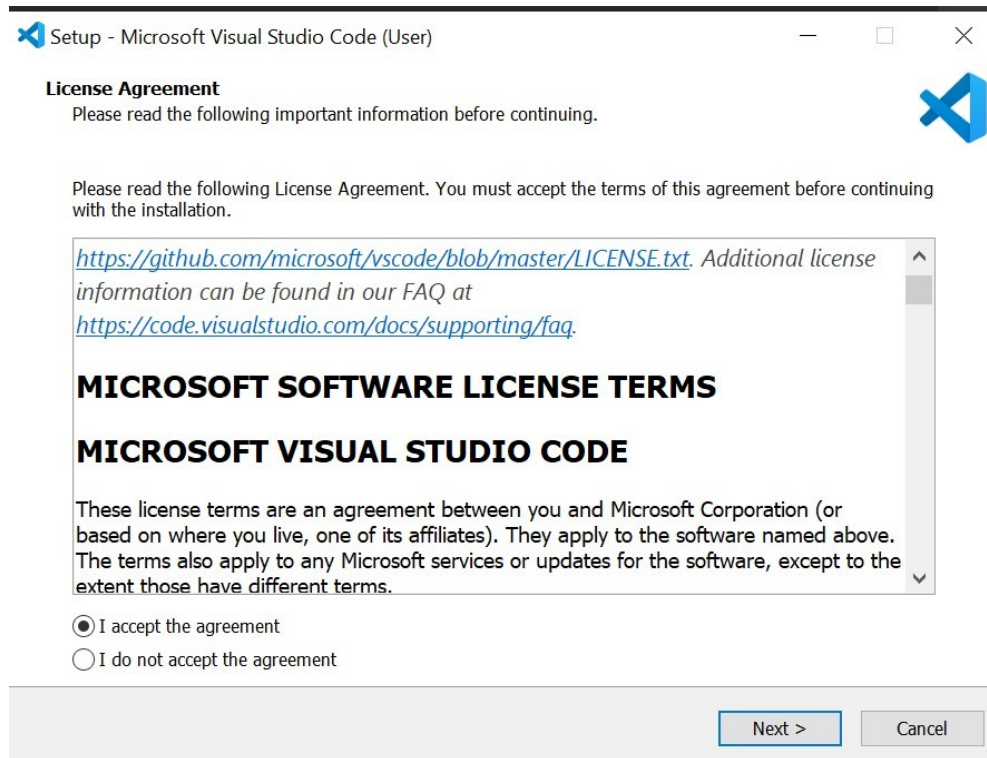 Setup - Microsoft Visual Studio Code (User)
License Agreement
Please read the following important information before continuing.
Please read the following License Agreement. You must accept the terms of this agreement before continuing
with the installation.
https://github.com/microsoft/vscode/blob/master/LICENSE.txt. Additional license
information can be found in our FAQ at
https://code.visualstudio.com/docs/supporting/faq.
MICROSOFT SOFTWARE LICENSE TERMS
MICROSOFT VISUAL STUDIO CODE
These license terms are an agreement between you and Microsoft Corporation (or
based on where you live, one of its affiliates). They apply to the software named above.
The terms also apply to any Microsoft services or updates for the software, except to the
extent those have different terms.
I accept the agreement
I do not accept the agreement
Next >
Cancel